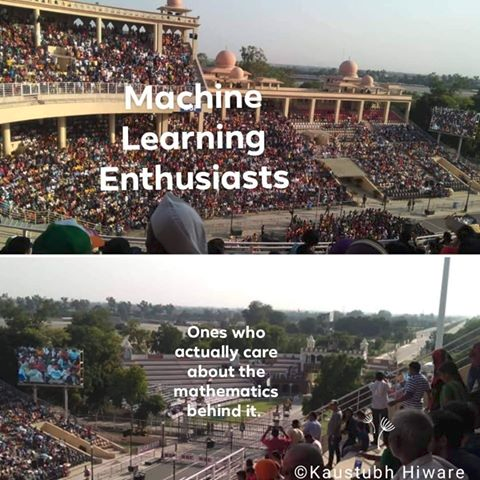 Machine
Learning
Enthusiasts
Ones who
actually care
about the
mathematics
behind it.
©Kaustubh Hiware